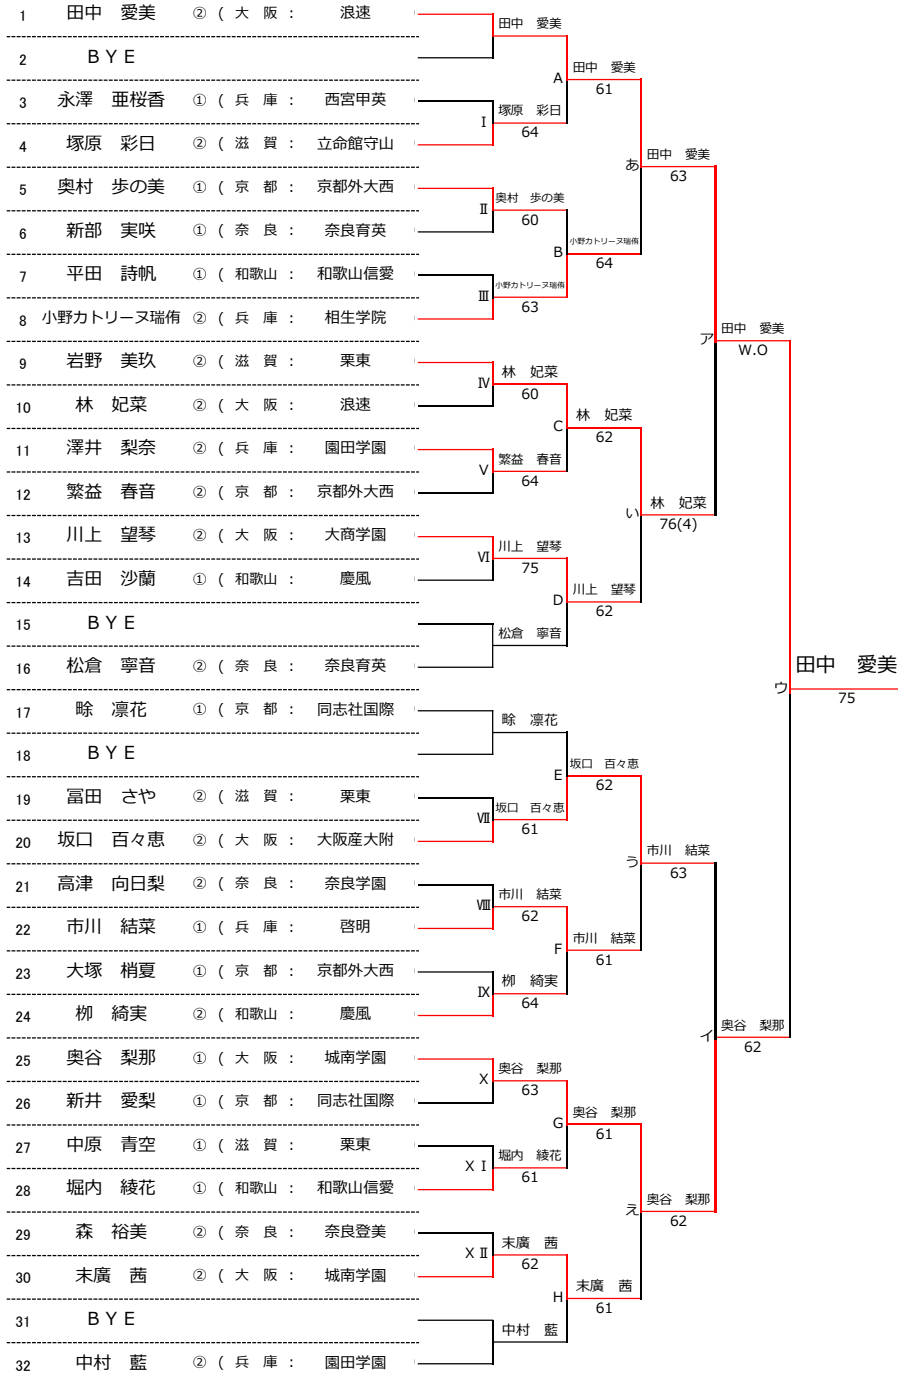 1 田中 愛美 ② ( 大 阪 : 浪速
2 ＢＹＥ
3 永澤 亜桜香 ① ( 兵 庫 : 西宮甲英
4 塚原 彩日 ② ( 滋 賀 : 立命館守山
5 奥村 歩の美 ① ( 京 都 : 京都外大西
6 新部 実咲 ① ( 奈 良 : 奈良育英
7 平田 詩帆 ① ( 和歌山 : 和歌山信愛
8 小野カトリーヌ瑞侑 ② ( 兵 庫 : 相生学院
9 岩野 美玖 ② ( 滋 賀 : 栗東
10 林 妃菜 ② ( 大 阪 : 浪速
11 澤井 梨奈 ② ( 兵 庫 : 園田学園
12 繁益 春音 ② ( 京 都 : 京都外大西
13 川上 望琴 ② ( 大 阪 : 大商学園
14 吉田 沙蘭 ① ( 和歌山 : 慶風
15 ＢＹＥ
16 松倉 寧音 ② ( 奈 良 : 奈良育英
17 畭 凛花 ① ( 京 都 : 同志社国際
18 ＢＹＥ
19 冨田 さや ② ( 滋 賀 : 栗東
20 坂口 百々恵 ② ( 大 阪 : 大阪産大附
21 高津 向日梨 ② ( 奈 良 : 奈良学園
22 市川 結菜 ① ( 兵 庫 : 啓明
23 大塚 梢夏 ① ( 京 都 : 京都外大西
24 栁 綺実 ② ( 和歌山 : 慶風
25 奥谷 梨那 ① ( 大 阪 : 城南学園
26 新井 愛梨 ① ( 京 都 : 同志社国際
27 中原 青空 ① ( 滋 賀 : 栗東
28 堀内 綾花 ① ( 和歌山 : 和歌山信愛
29 森 裕美 ② ( 奈 良 : 奈良登美
30 末廣 茜 ② ( 大 阪 : 城南学園
31 ＢＹＥ
32 中村 藍 ② ( 兵 庫 : 園田学園
田中 愛美
Ⅰ 塚原 彩日
64
Ⅱ 奥村 歩の美
60
Ⅲ 小野カトリーヌ瑞侑
63
Ⅳ 林 妃菜
60
Ⅴ 繁益 春音
64
Ⅵ 川上 望琴
75
松倉 寧音
畭 凛花
Ⅶ 坂口 百々恵
61
Ⅷ 市川 結菜
62
Ⅸ 栁 綺実
64
Ⅹ 奥谷 梨那
63
ⅩⅠ 堀内 綾花
61
ⅩⅡ 末廣 茜
62
中村 藍
A 田中 愛美
61
B 小野カトリーヌ瑞侑
64
C 林 妃菜
62
D 川上 望琴
62
E 坂口 百々恵
62
F 市川 結菜
61
G 奥谷 梨那
61
H 末廣 茜
61
あ 田中 愛美
63
い 林 妃菜
76(4)
う 市川 結菜
63
え 奥谷 梨那
62
ア 田中 愛美
W.O
イ 奥谷 梨那
62
ウ 田中 愛美
75